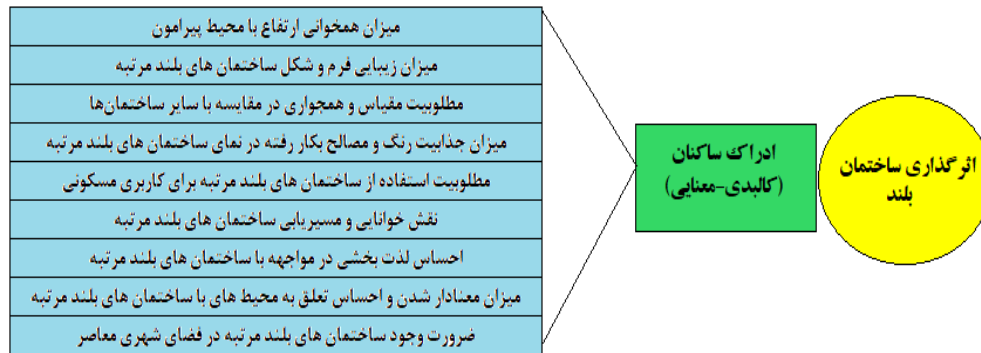 اثرگذاری ساختمان
بلند
ادراک ساکنان
(کالبدی-معنایی)
میزان همخوانی ارتفاع با محیط پیرامون
میزان زیبایی فرم و شکل ساختمان های بلند مرتبه
مطلوبیت مقیاس و همجواری در مقایسه با سایر ساختمان‌ها
میزان جذابیت رنگ و مصالح بکار رفته در نمای ساختمان های بلند مرتبه
مطلوبیت استفاده از ساختمان های بلند مرتبه برای کاربری مسکونی
نقش خوانایی و مسیریابی ساختمان های بلند مرتبه
احساس لذت بخشی در مواجهه با ساختمان های بلند مرتبه
میزان معنادار شدن و احساس تعلق به محیط های با ساختمان های بلند مرتبه
ضرورت وجود ساختمان های بلند مرتبه در فضای شهری معاصر